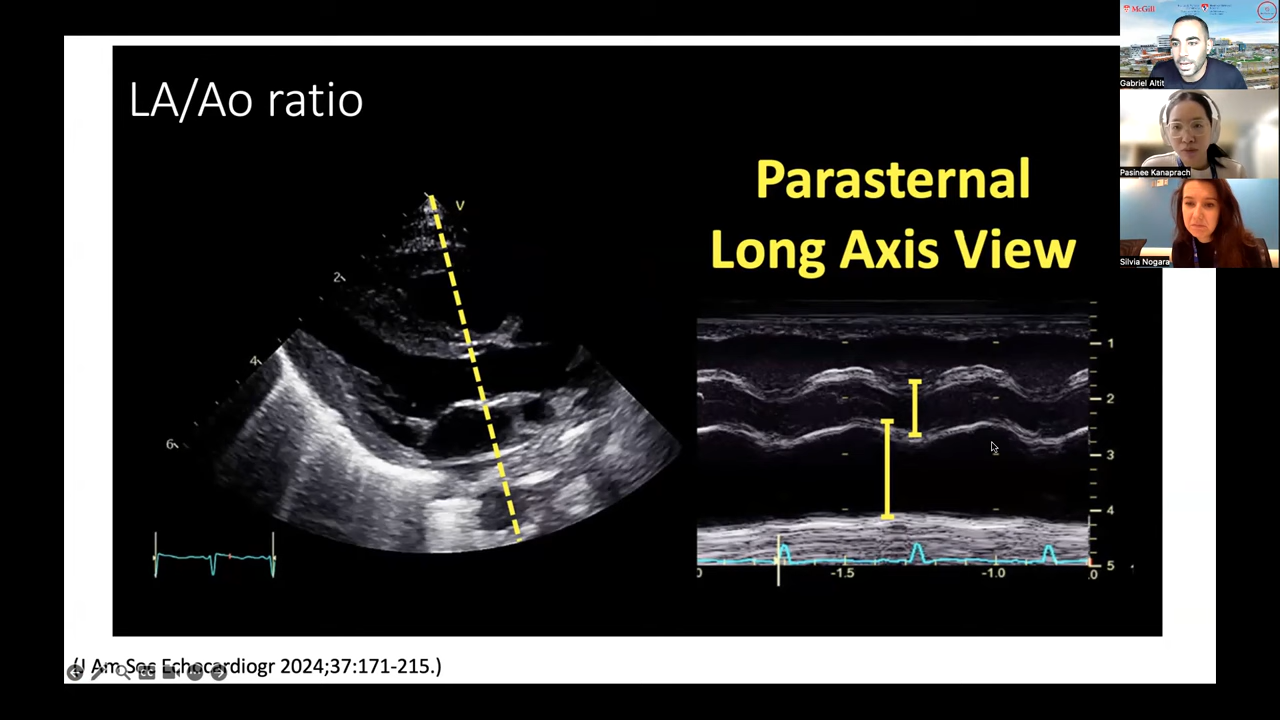 LA/Ao ratio
Parasternal
Long Axis View
V
2
4
6
1
2
3
4
5
0
-1.5
-1.0
.0
(J Am Soc Echocardiogr 2024;37:171-215.)
McGill
Gabriel Altit
Pasinee Kanaprach
Silvia Nogara